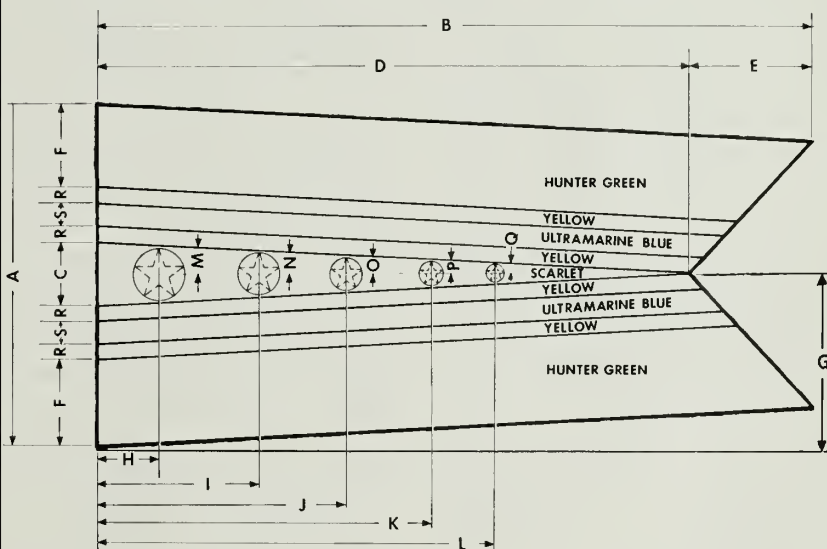 B
D
E
A
F
R
S
R
C
R
S
R
F
HUNTER GREEN
YELLOW
ULTRAMARINE BLUE
YELLOW
SCARLET
YELLOW
ULTRAMARINE BLUE
YELLOW
HUNTER GREEN
M
N
O
P
Q
G
H
I
J
K
L